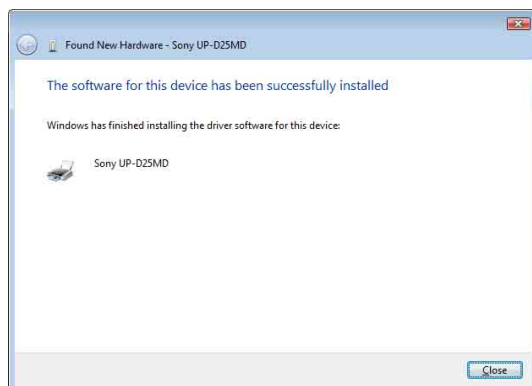 Found New Hardware - Sony UP-D25MD
The software for this device has been successfully installed
Windows has finished installing the driver software for this device:
Sony UP-D25MD
Close